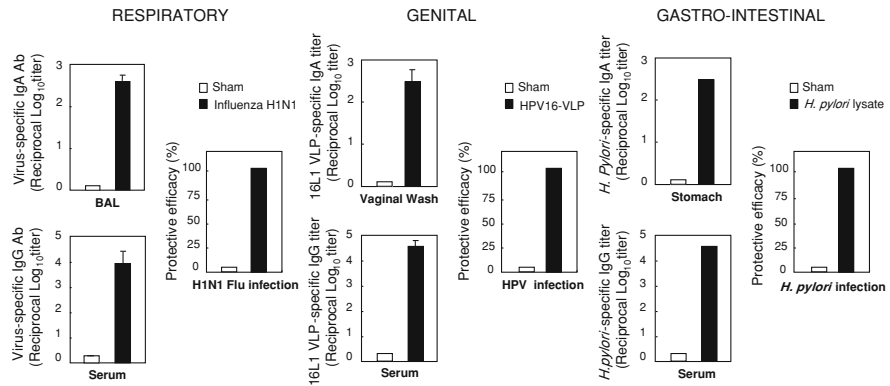 RESPIRATORY
Virus-specific IgA Ab
(Reciprocal Log10 titer)
3
2
1
0
BAL
Sham
Influenza H1N1
Virus-specific IgG Ab
(Reciprocal Log10 titer)
5
4
3
2
1
0
Serum
Protective efficacy (%)
100
75
50
25
0
H1N1 Flu infection
GENITAL
16L1 VLP-specific IgA titer
(Reciprocal Log10 titer)
3
2
1
0
Vaginal Wash
Sham
HPV16-VLP
16L1 VLP-specific IgG titer
(Reciprocal Log10 titer)
5
4
3
2
1
0
Serum
Protective efficacy (%)
100
75
50
25
0
HPV infection
GASTRO-INTESTINAL
H. Pylori-specific IgA titer
(Reciprocal Log10 titer)
3
2
1
0
Stomach
Sham
H. pylori lysate
H.pylori-specific IgG titer
(Reciprocal Log10 titer)
5
4
3
2
1
0
Serum
Protective efficacy (%)
100
75
50
25
0
H. pylori infection